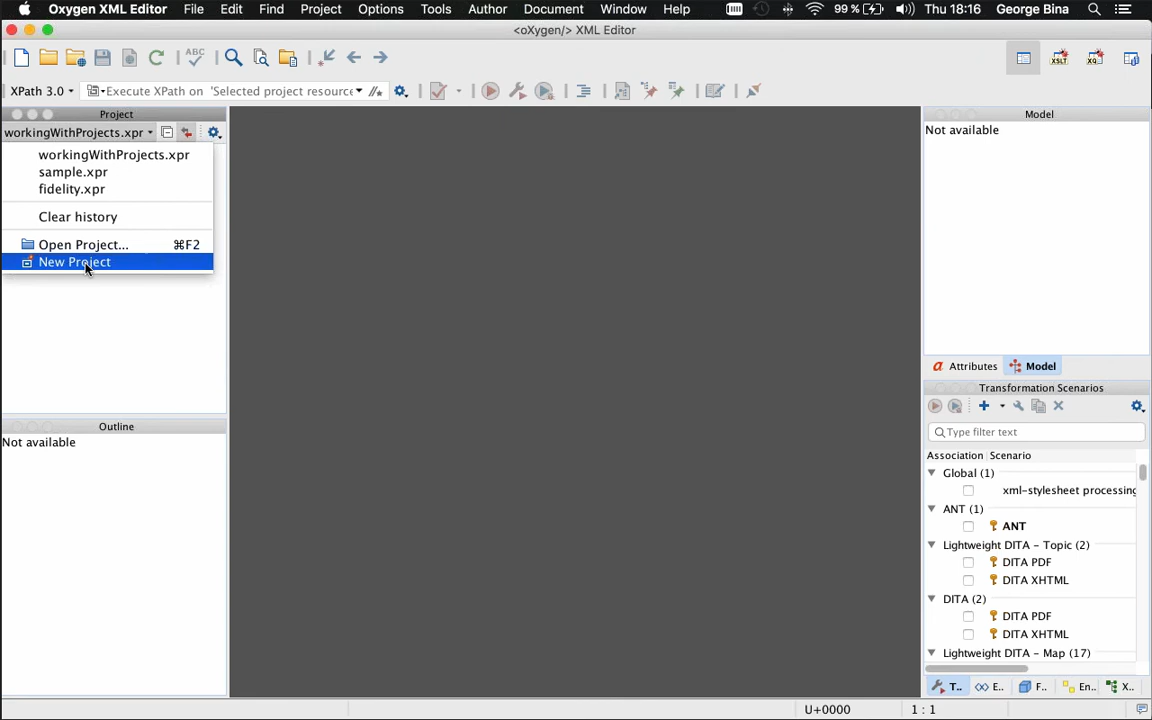 Oxygen XML Editor File Edit Find Project Options Tools Author Document Window Help 99% Thu 18:16 George Bina
<oXygen/> XML Editor
ABC XSLT XQ
XPath 3.0 Execute XPath on 'Selected project resource
Project
workingWithProjects.xpr
workingWithProjects.xpr
sample.xpr
fidelity.xpr
Clear history
Open Project... ⌘F2
New Project
Outline
Not available
Model
Not available
Attributes Model
Transformation Scenarios
Type filter text
Association Scenario
Global (1)
xml-stylesheet processing
ANT (1)
ANT
Lightweight DITA - Topic (2)
DITA PDF
DITA XHTML
DITA (2)
DITA PDF
DITA XHTML
Lightweight DITA - Map (17)
T.. E.. F.. En.. X..
U+0000 1 : 1